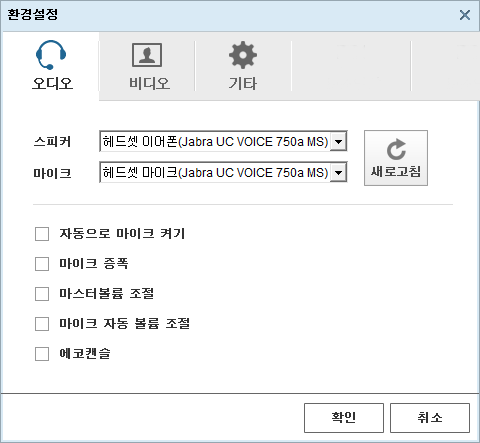 환경설정
오디오
비디오
기타
스피커
헤드셋 이어폰(Jabra UC VOICE 750a MS)
마이크
헤드셋 마이크(Jabra UC VOICE 750a MS)
새로고침
자동으로 마이크 켜기
마이크 증폭
마스터볼륨 조절
마이크 자동 볼륨 조절
에코캔슬
확인
취소